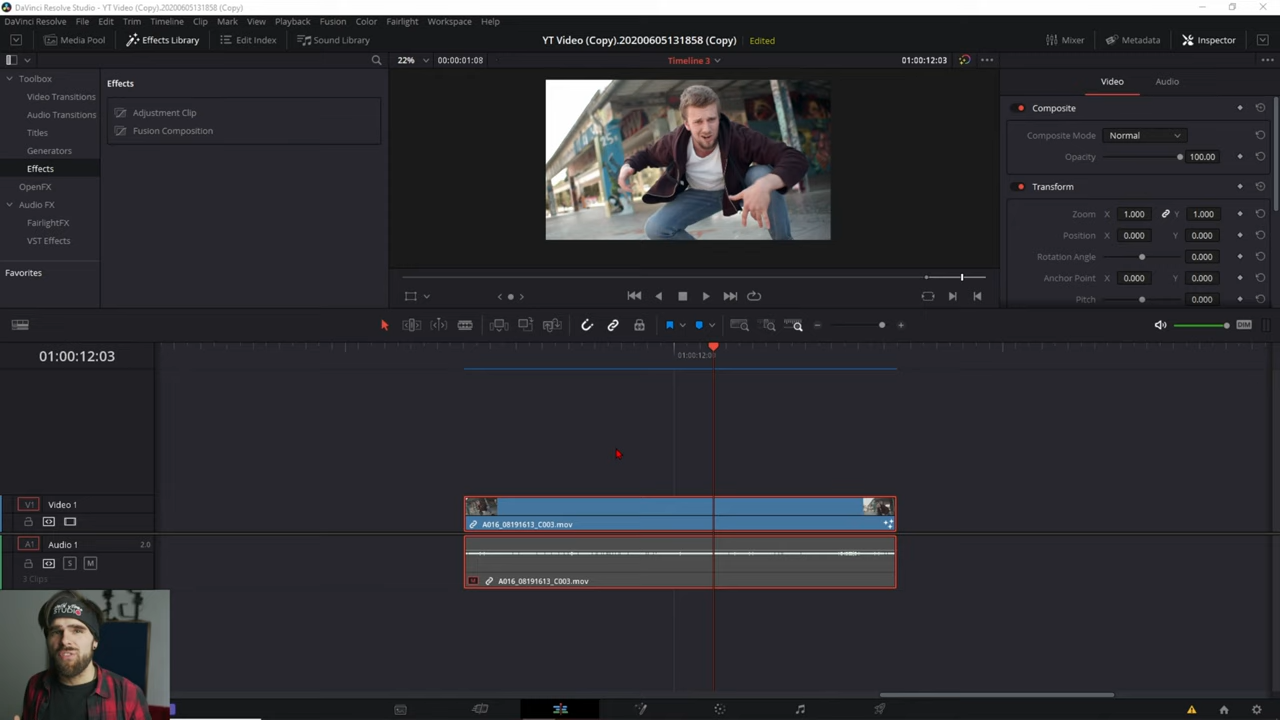 DaVinci Resolve Studio - YT Video (Copy).20200605131858 (Copy)
DaVinci Resolve File Edit Trim Timeline Clip Mark View Playback Fusion Color Fairlight Workspace Help
Media Pool Effects Library Edit Index Sound Library YT Video (Copy).20200605131858 (Copy) Edited Mixer Metadata Inspector
22% 00:00:01:08 Timeline 3 01:00:12:03
Toolbox
Video Transitions
Audio Transitions
Titles
Generators
Effects
OpenFX
Audio FX
FairlightFX
VST Effects
Favorites
Effects
Adjustment Clip
Fusion Composition
Video Audio
Composite
Composite Mode Normal
Opacity 100.00
Transform
Zoom X 1.000 Y 1.000
Position X 0.000 Y 0.000
Rotation Angle 0.000
Anchor Point X 0.000 Y 0.000
Pitch 0.000
DIM
01:00:12:03
V1 Video 1
A1 Audio 1 2.0
S M
3 Clips
A016_08191613_C003.mov
A016_08191613_C003.mov